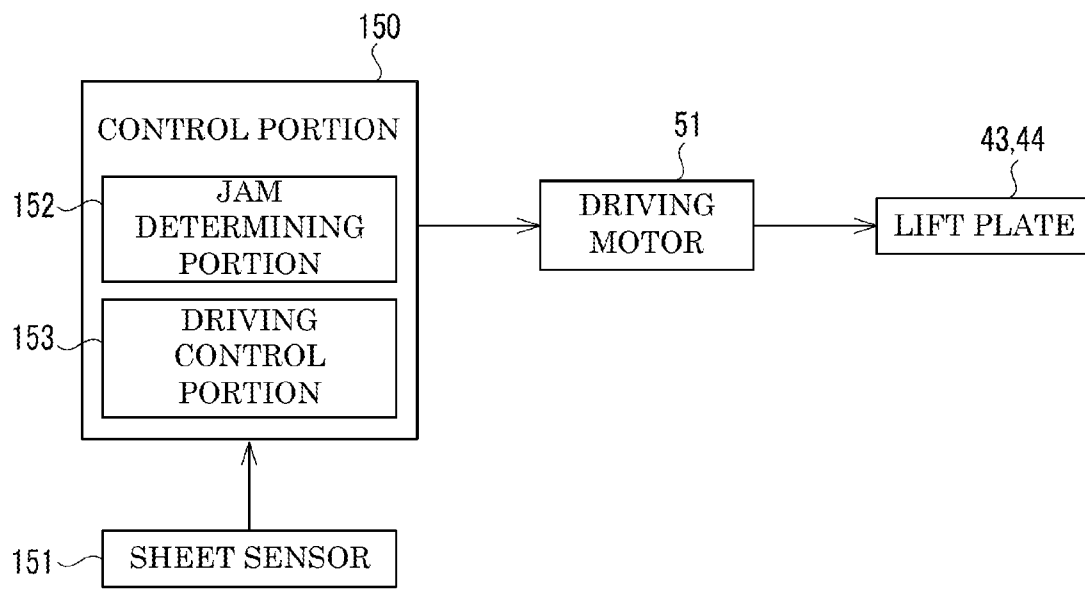 150
CONTROL PORTION
152
JAM
DETERMINING
PORTION
153
DRIVING
CONTROL
PORTION
51
DRIVING
MOTOR
43,44
LIFT PLATE
151
SHEET SENSOR